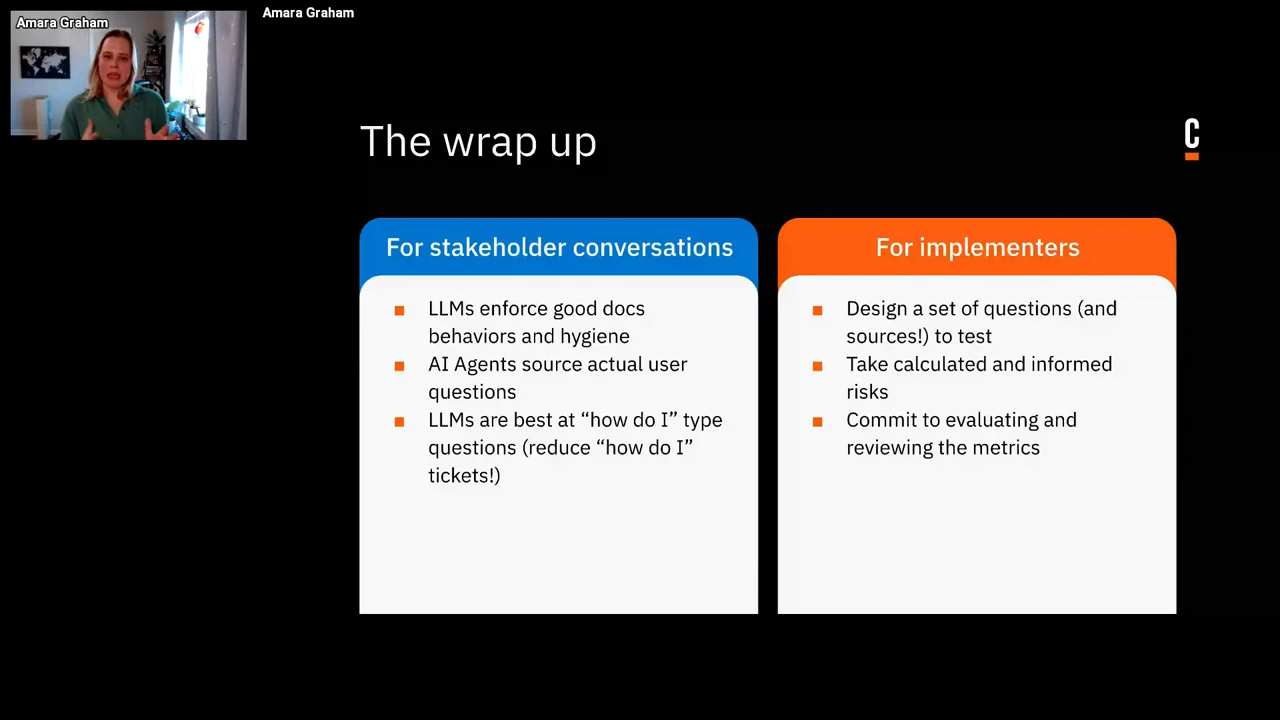 Amara Graham
Amara Graham
The wrap up
C
For stakeholder conversations
LLMs enforce good docs
behaviors and hygiene
AI Agents source actual user
questions
LLMs are best at “how do I” type
questions (reduce “how do I”
tickets!)
For implementers
Design a set of questions (and
sources!) to test
Take calculated and informed
risks
Commit to evaluating and
reviewing the metrics